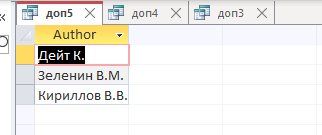 доп5 доп4 доп3
Author
Дейт К.
Зеленин В.М.
Кириллов В.В.